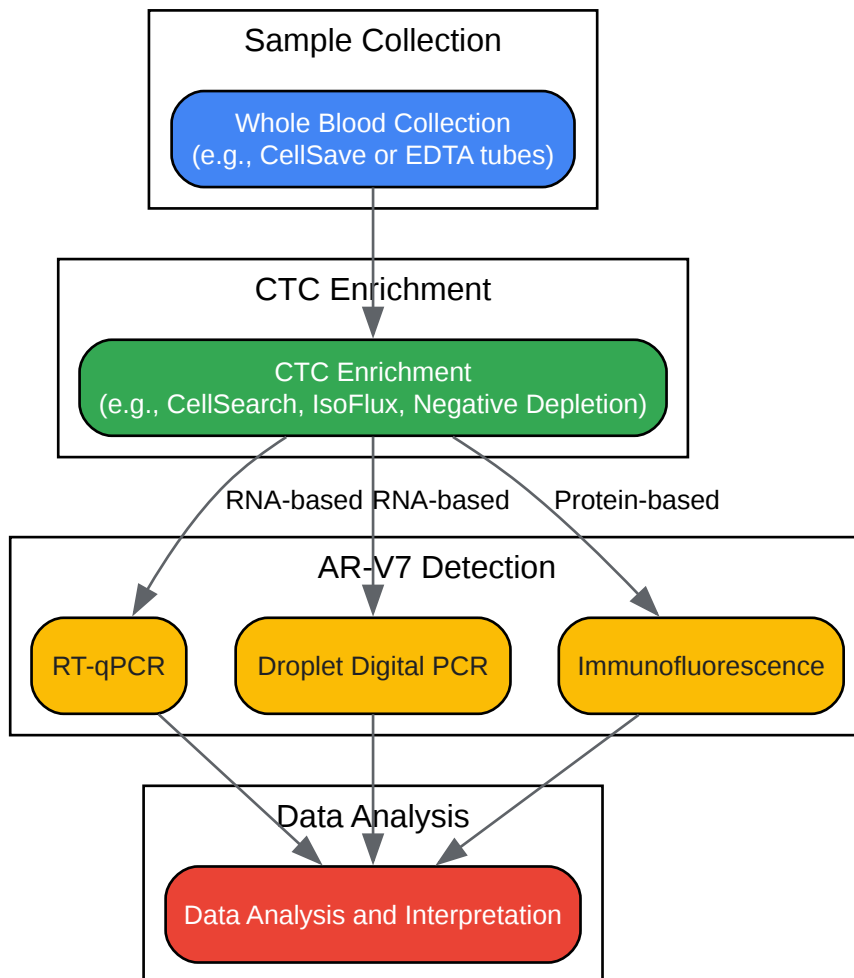 Sample Collection
Whole Blood Collection
(e.g., CellSave or EDTA tubes)
CTC Enrichment
CTC Enrichment
(e.g., CellSearch, IsoFlux, Negative Depletion)
RNA-based
RNA-based
Protein-based
AR-V7 Detection
RT-qPCR
Droplet Digital PCR
Immunofluorescence
Data Analysis
Data Analysis and Interpretation